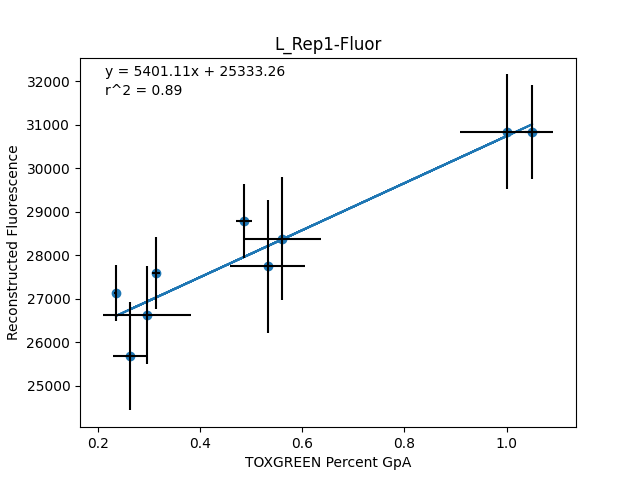 L_Rep1-Fluor
y = 5401.11x + 25333.26
r^2 = 0.89
32000
31000
30000
29000
28000
27000
26000
25000
Reconstructed Fluorescence
0.2 0.4 0.6 0.8 1.0
TOXGREEN Percent GpA